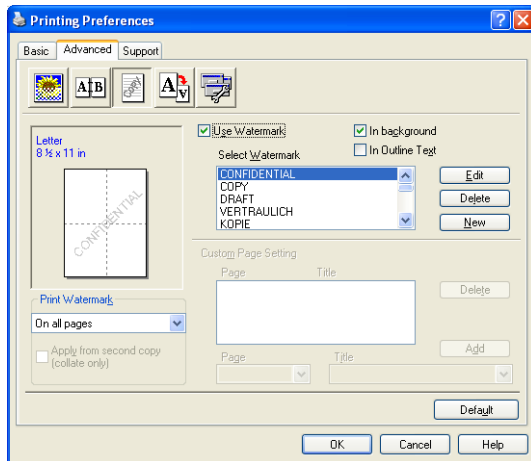 Printing Preferences
Basic
Advanced
Support
A B
COPY
A v
Letter
8 ½ x 11 in
CONFIDENTIAL
Use Watermark
In background
In Outline Text
Select Watermark
CONFIDENTIAL
COPY
DRAFT
VERTRAULICH
KOPIE
Edit
Delete
New
Print Watermark
On all pages
Apply from second copy
(collate only)
Custom Page Setting
Page Title
Delete
Add
Page Title
Default
OK Cancel Help